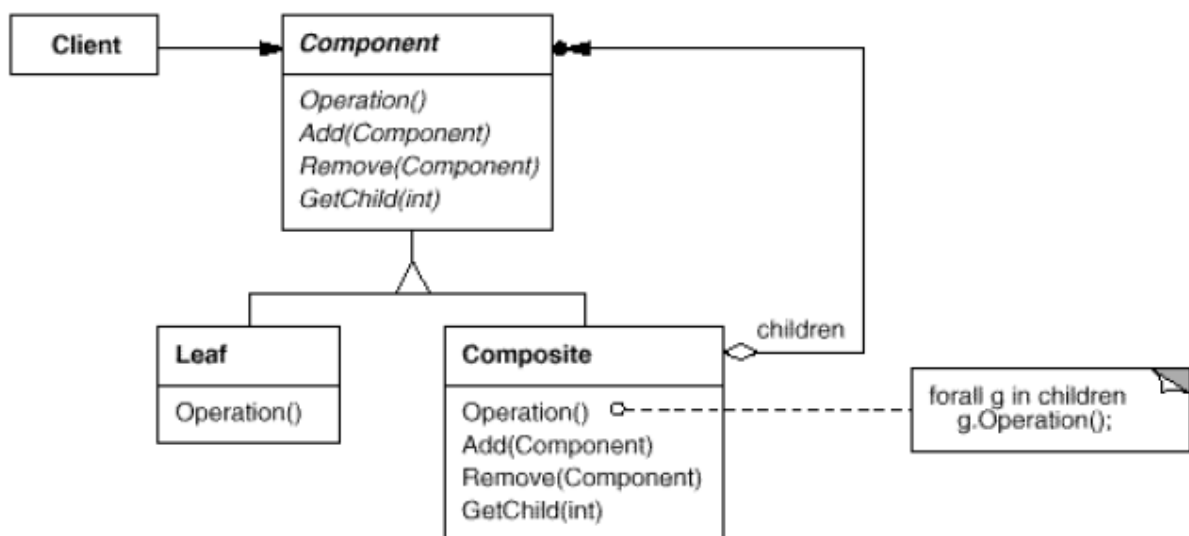 Client
Component
Operation()
Add(Component)
Remove(Component)
GetChild(int)
Leaf
Operation()
Composite
Operation()
Add(Component)
Remove(Component)
GetChild(int)
children
forall g in children
g.Operation();